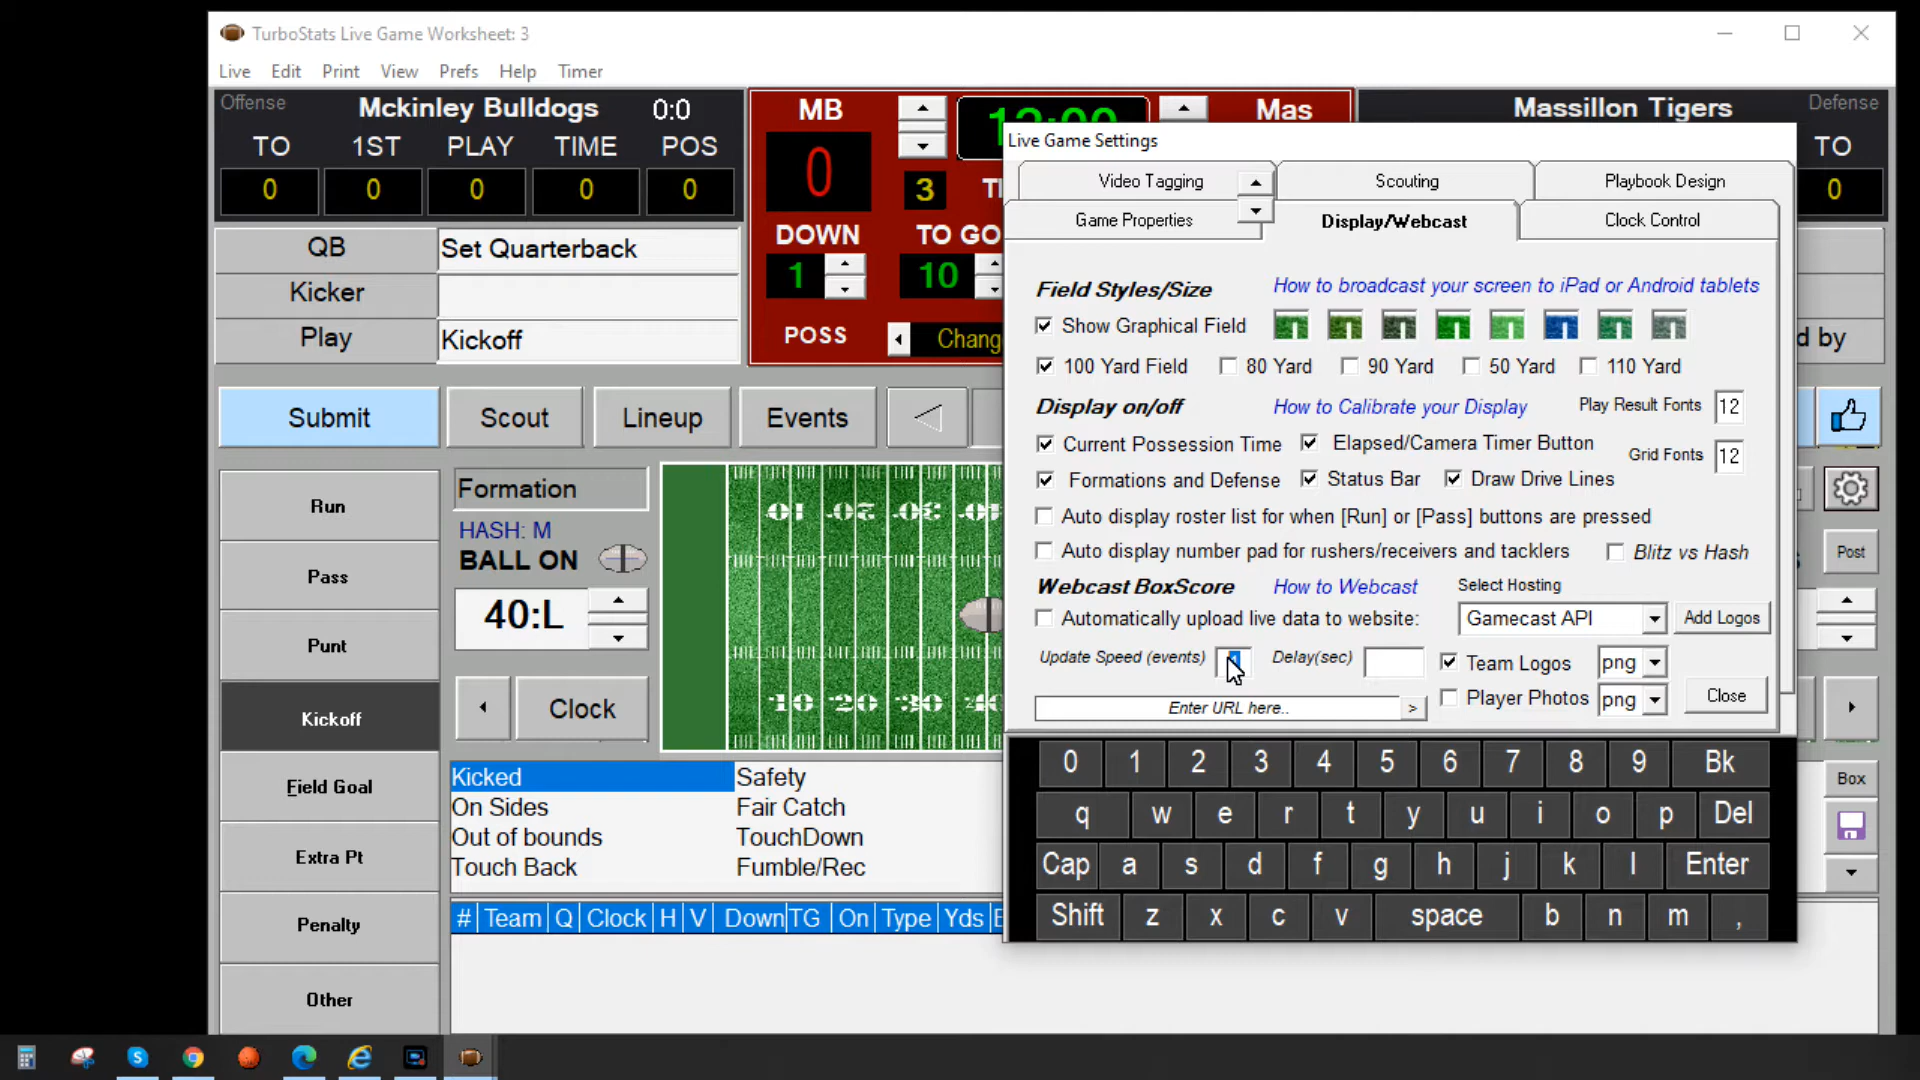 TurboStats Live Game Worksheet: 3
Live Edit Print View Prefs Help Timer
Offense Mckinley Bulldogs 0:0
TO 1ST PLAY TIME POS
0 0 0 0 0
MB Mas
0 3
DOWN TO GO
1 10
POSS
Massillon Tigers Defense
TO
0
QB Set Quarterback
Kicker
Play Kickoff
d by
Submit Scout Lineup Events
Run
Pass
Punt
Kickoff
Field Goal
Extra Pt
Penalty
Other
Formation
HASH: M
BALL ON
40:L
Clock
10 20 30 40
10 20 30 40
Kicked Safety
On Sides Fair Catch
Out of bounds TouchDown
Touch Back Fumble/Rec
# Team Q Clock H V Down TG On Type Yds
Live Game Settings
Video Tagging Scouting Playbook Design
Game Properties Display/Webcast Clock Control
Field Styles/Size How to broadcast your screen to iPad or Android tablets
Show Graphical Field
100 Yard Field 80 Yard 90 Yard 50 Yard 110 Yard
Display on/off How to Calibrate your Display Play Result Fonts 12
Current Possession Time Elapsed/Camera Timer Button Grid Fonts 12
Formations and Defense Status Bar Draw Drive Lines
Auto display roster list for when [Run] or [Pass] buttons are pressed
Auto display number pad for rushers/receivers and tacklers Blitz vs Hash
Webcast BoxScore How to Webcast Select Hosting
Automatically upload live data to website: Gamecast API Add Logos
Update Speed (events) Delay(sec) Team Logos png
Enter URL here.. > Player Photos png Close
0 1 2 3 4 5 6 7 8 9 Bk
q w e r t y u i o p Del
Cap a s d f g h j k l Enter
Shift z x c v space b n m ,
Post
Box